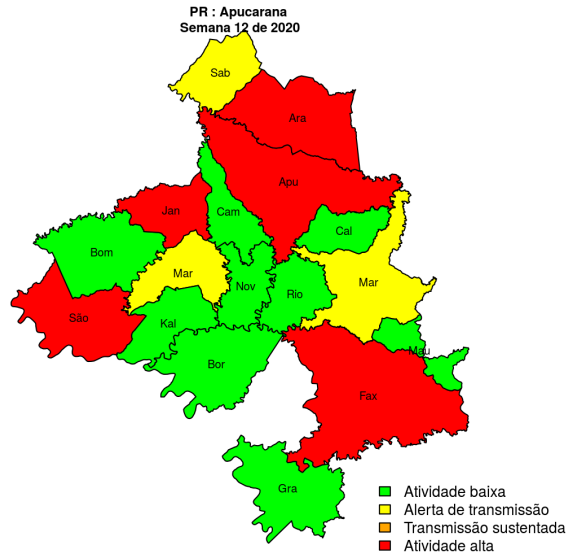 PR : Apucarana
Semana 12 de 2020
Sab
Ara
Apu
Jan
Cam
Cal
Bom
Mar
Mar
Nov
Rio
São
Kal
Mau
Bor
Fax
Gra
Atividade baixa
Alerta de transmissão
Transmissão sustentada
Atividade alta